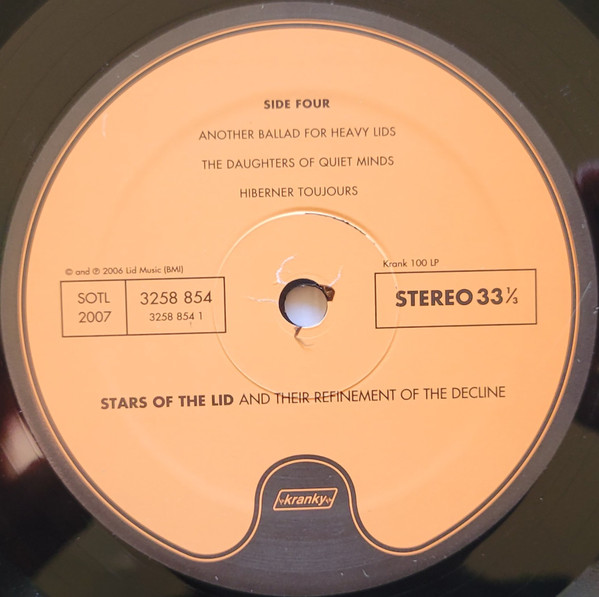 SIDE FOUR
ANOTHER BALLAD FOR HEAVY LIDS
THE DAUGHTERS OF QUIET MINDS
HIBERNER TOUJOURS
© and ℗ 2006 Lid Music (BMI)
SOTL 2007
3258 854
3258 854 1
Krank 100 LP
STEREO 33 ⅓
STARS OF THE LID AND THEIR REFINEMENT OF THE DECLINE
kranky